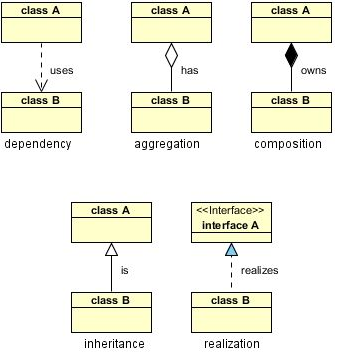 class A
class A
class A
uses
has
owns
class B
class B
class B
dependency
aggregation
composition
class A
<<Interface>>
interface A
is
realizes
class B
class B
inheritance
realization